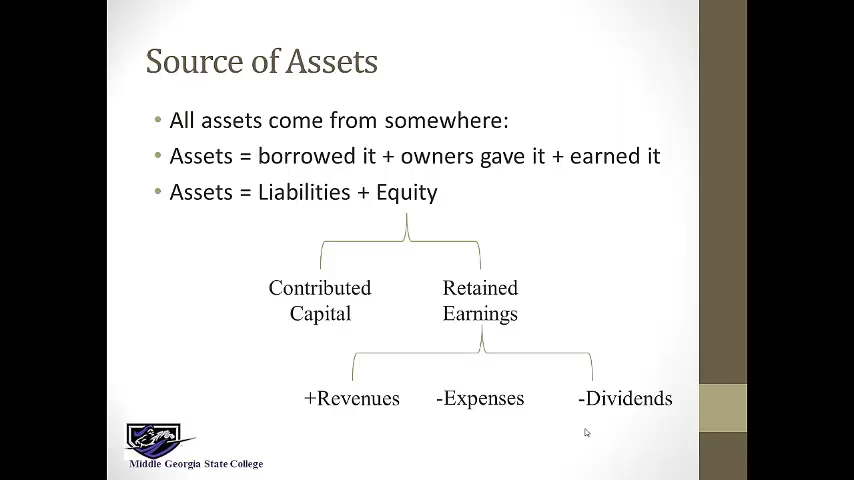 Source of Assets
• All assets come from somewhere:
• Assets = borrowed it + owners gave it + earned it
• Assets = Liabilities + Equity
Contributed Capital
Retained Earnings
+Revenues -Expenses -Dividends
Middle Georgia State College